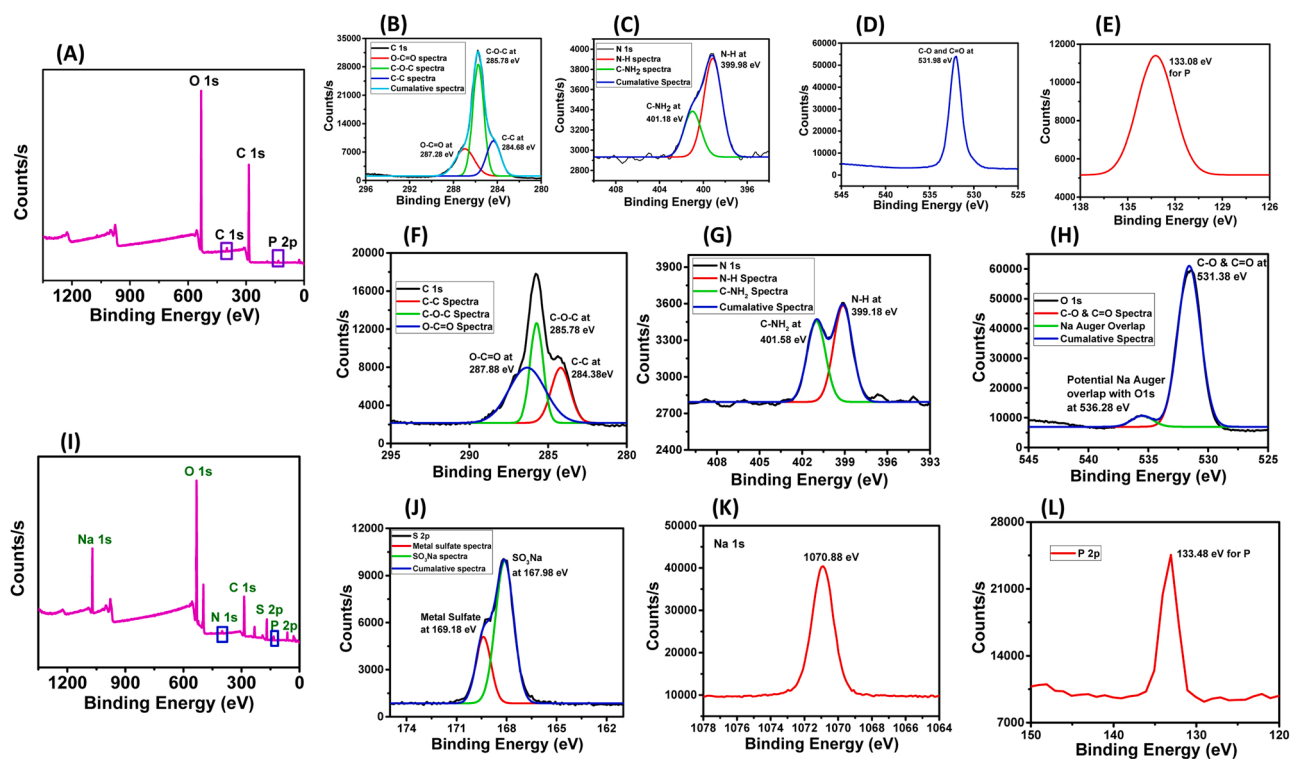 (A)
O 1s
C 1s
C 1s
P 2p
Counts/s
1200 900 600 300 0
Binding Energy (eV)
(B)
C 1s
O-C=O spectra
C-O-C spectra
C-C spectra
Cumulative spectra
C-O-C at
285.78 eV
O-C=O at
287.28 eV
C-C at
284.68 eV
35000
28000
21000
14000
7000
0
Counts/s)
296 292 288 284 280
Binding Energy (eV)
(C)
N 1s
N-H spectra
C-NH2 spectra
Cumalative Spectra
N-H at
399.98 eV
C-NH2 at
401.18 eV
4000
3800
3600
3400
3200
3000
2800
Counts/s)
408 404 400 396
Binding Energy (eV)
(D)
C-O and C=O at
531.98 eV
60000
50000
40000
30000
20000
10000
0
Counts/s)
545 540 535 530 525
Binding Energy (eV)
(E)
133.08 eV
for P
12000
10000
8000
6000
4000
Counts/s)
138 135 132 129 126
Binding Energy (eV)
(F)
C 1s
C-C Spectra
C-O-C Spectra
O-C=O Spectra
C-O-C at
285.78 eV
O-C=O at
287.88 eV
C-C at
284.38eV
20000
16000
12000
8000
4000
0
Counts/s
295 290 285 280
Binding Energy (eV)
(G)
N 1s
N-H Spectra
C-NH2 Spectra
Cumalative Spectra
N-H at
399.18 eV
C-NH2 at
401.58 eV
3900
3600
3300
3000
2700
2400
Counts/s
408 405 402 399 396 393
Binding Energy (eV)
(H)
C-O & C=O at
531.38 eV
O 1s
C-O & C=O Spectra
Na Auger Overlap
Cumalative Spectra
Potential Na Auger
overlap with O1s
at 536.28 eV
60000
50000
40000
30000
20000
10000
0
Counts/s
545 540 535 530 525
Binding Energy (eV)
(I)
O 1s
Na 1s
C 1s
S 2p
N 1s
P 2p
Counts/s
1200 900 600 300 0
Binding Energy (eV)
(J)
S 2p
Metal sulfate spectra
SO3Na spectra
Cumalative spectra
SO3Na
at 167.98 eV
Metal Sulfate
at 169.18 eV
12000
9000
6000
3000
0
Counts/s
174 171 168 165 162
Binding Energy (eV)
(K)
Na 1s
1070.88 eV
50000
40000
30000
20000
10000
Counts/s
1078 1076 1074 1072 1070 1068 1066 1064
Binding Energy (eV)
(L)
P 2p
133.48 eV for P
28000
24000
14000
7000
Counts/s
150 140 130 120
Binding Energy (eV)